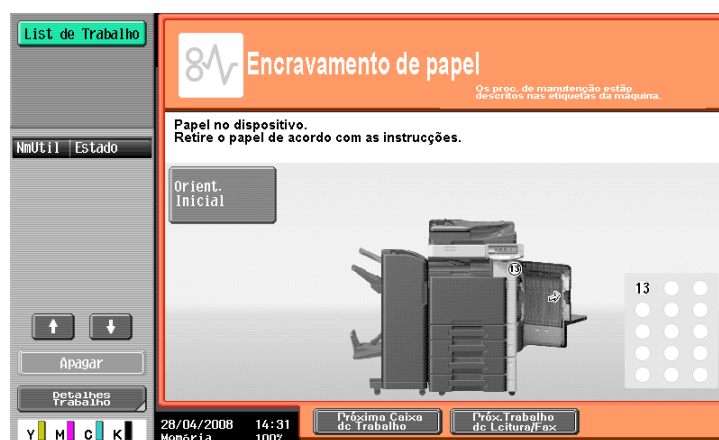 List de Trabalho
Encravamento de papel
Os proc. de manutenção estãp
descritos nas etiquetas da máquina.
Papel no dispositivo.
Retire o papel de acordo com as instrucções.
NmUtil Estado
Orient.
Inicial
13
13
Apagar
Detalhes
Trabalho
Próxima Caixa
de Trabalho
Próx.Trabalho
de Leitura/Fax
28/04/2008 14:31
Memória 100%
Y M C K